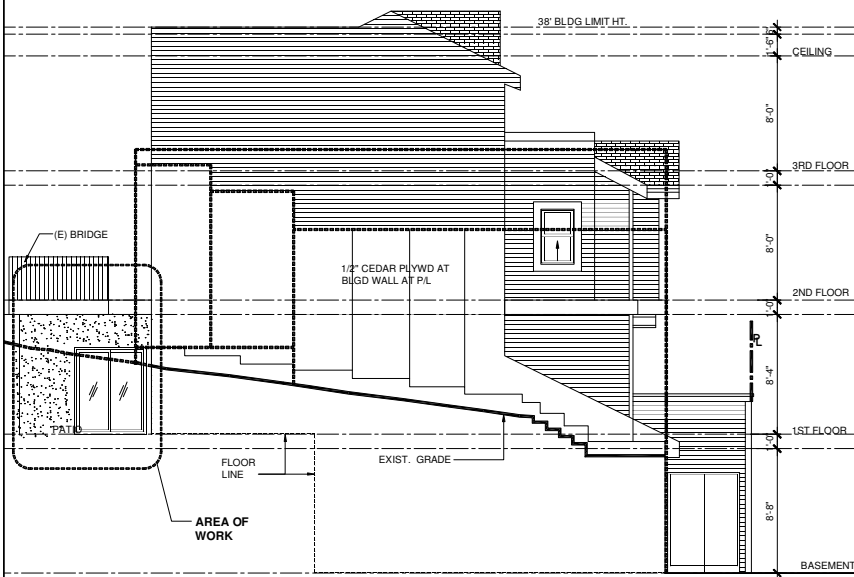 38' BLDG LIMIT HT.
1'-6"
CEILING
8'-0"
3RD FLOOR
1'-0"
(E) BRIDGE
8'-0"
1/2" CEDAR PLYWD AT
BLGD WALL AT P/L
2ND FLOOR
1'-0"
PL
8'-4"
PATIO
1ST FLOOR
1'-0"
FLOOR
LINE
EXIST. GRADE
8'-8"
AREA OF
WORK
BASEMENT